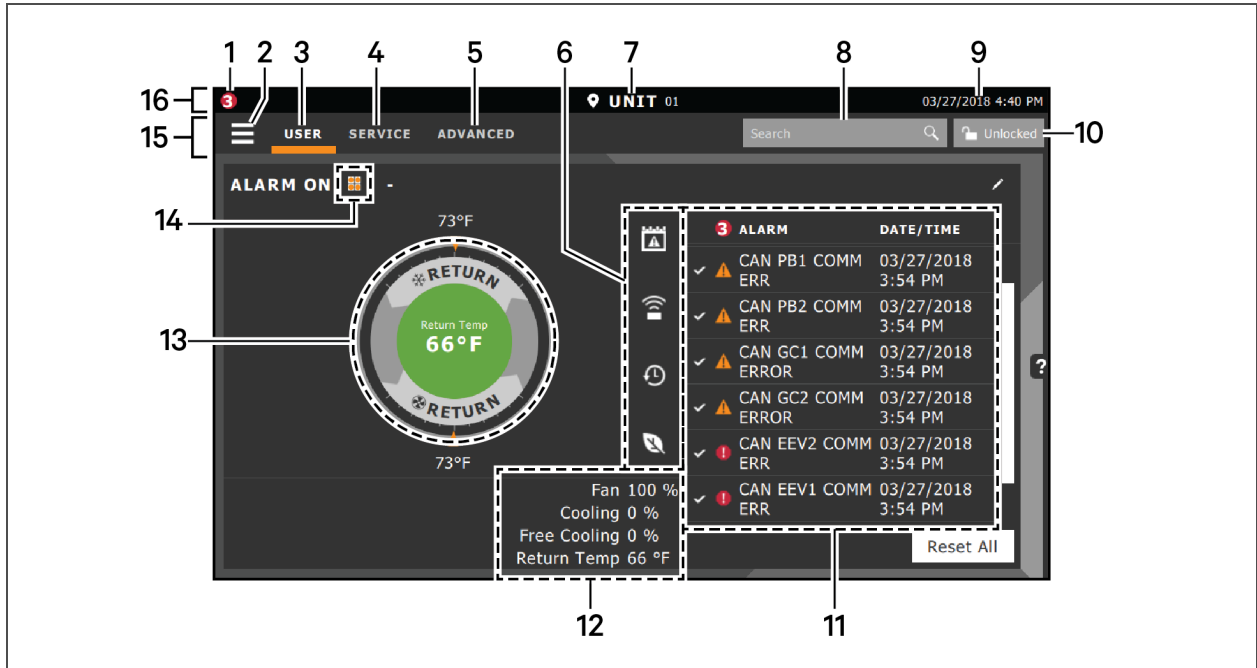 1 2 3 4 5 6 7 8 9
16 3 UNIT 01 03/27/2018 4:40 PM
15 USER SERVICE ADVANCED Search Unlocked 10
ALARM ON -
14
73°F
RETURN
Return Temp
66°F
RETURN
73°F
13
3 ALARM DATE/TIME
CAN PB1 COMM 03/27/2018
ERR 3:54 PM
CAN PB2 COMM 03/27/2018
ERR 3:54 PM
CAN GC1 COMM 03/27/2018
ERROR 3:54 PM
?
CAN GC2 COMM 03/27/2018
ERROR 3:54 PM
CAN EEV2 COMM 03/27/2018
ERR 3:54 PM
CAN EEV1 COMM 03/27/2018
ERR 3:54 PM
Fan 100 %
Cooling 0 %
Free Cooling 0 %
Return Temp 66 °F
Reset All
12 11